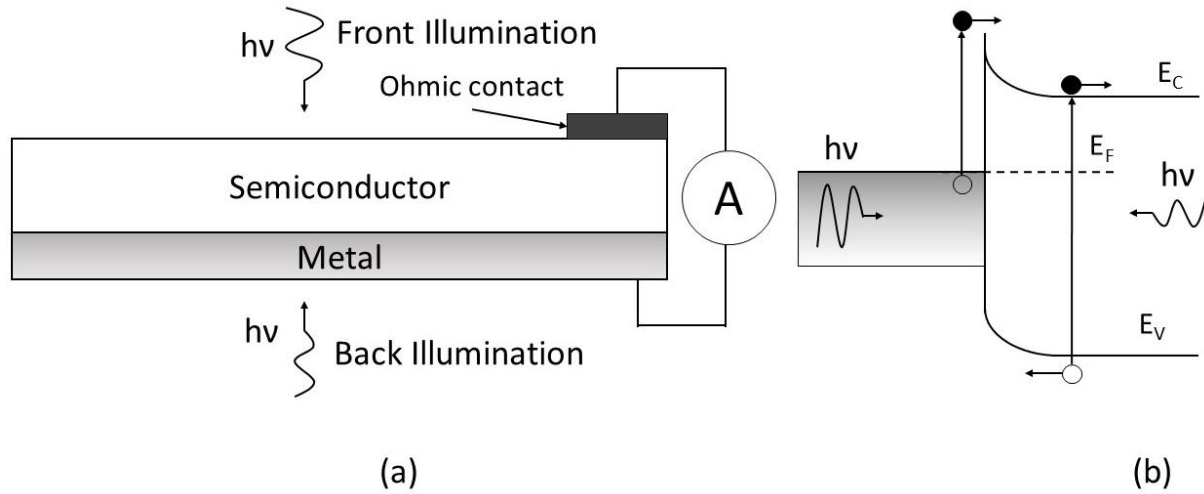 hν
Front Illumination
Ohmic contact
Semiconductor
A
Metal
hν
Back Illumination
(a)
E_C
hν
E_F
hν
E_V
(b)